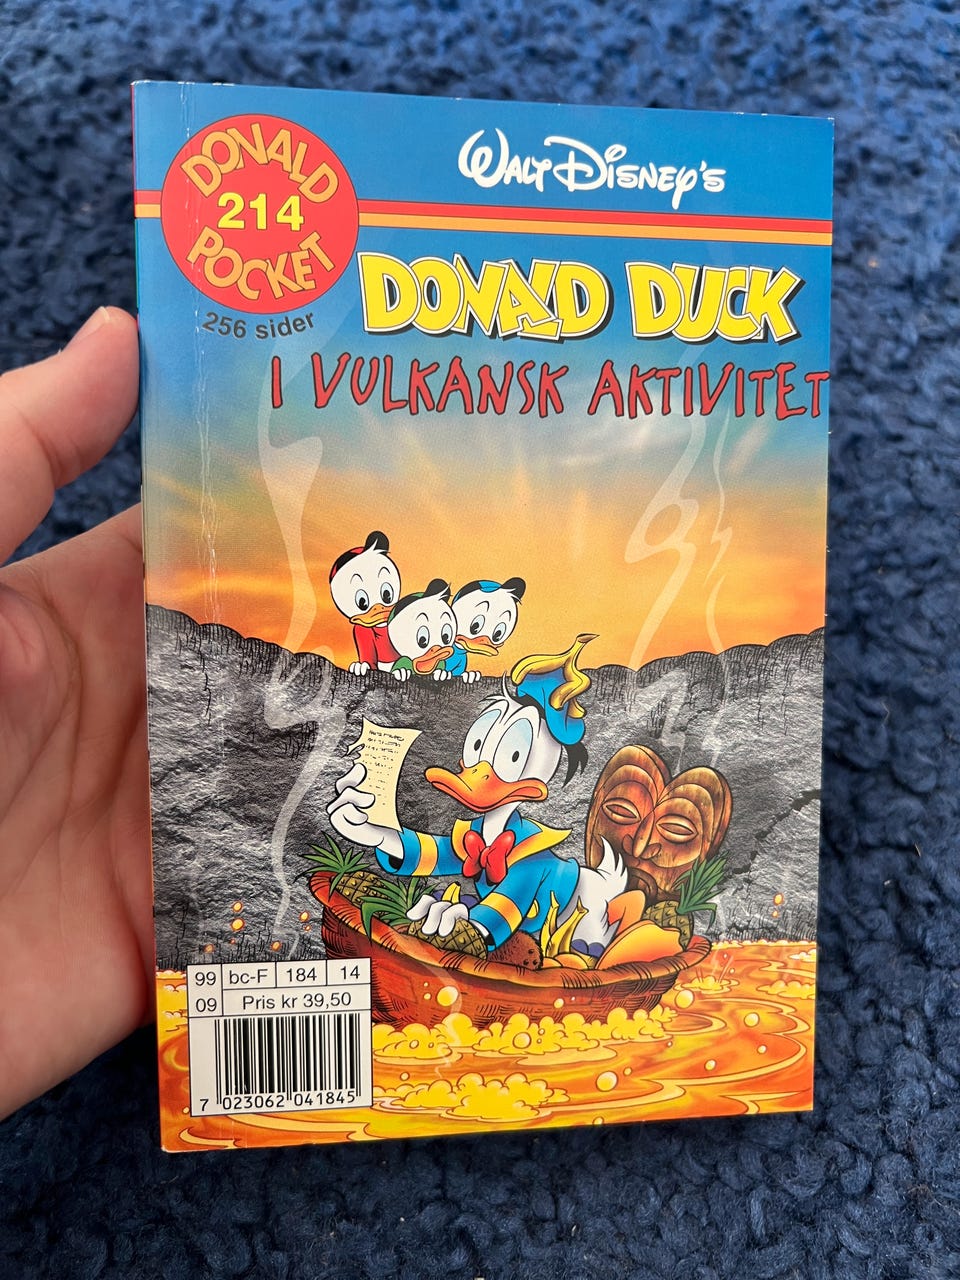 DONALD
214
POCKET
256 sider
WALT DISNEY'S
DONALD DUCK
I VULKANSK AKTIVITET
99 bc-F 184 14
09 Pris kr 39,50
7 023062 041845